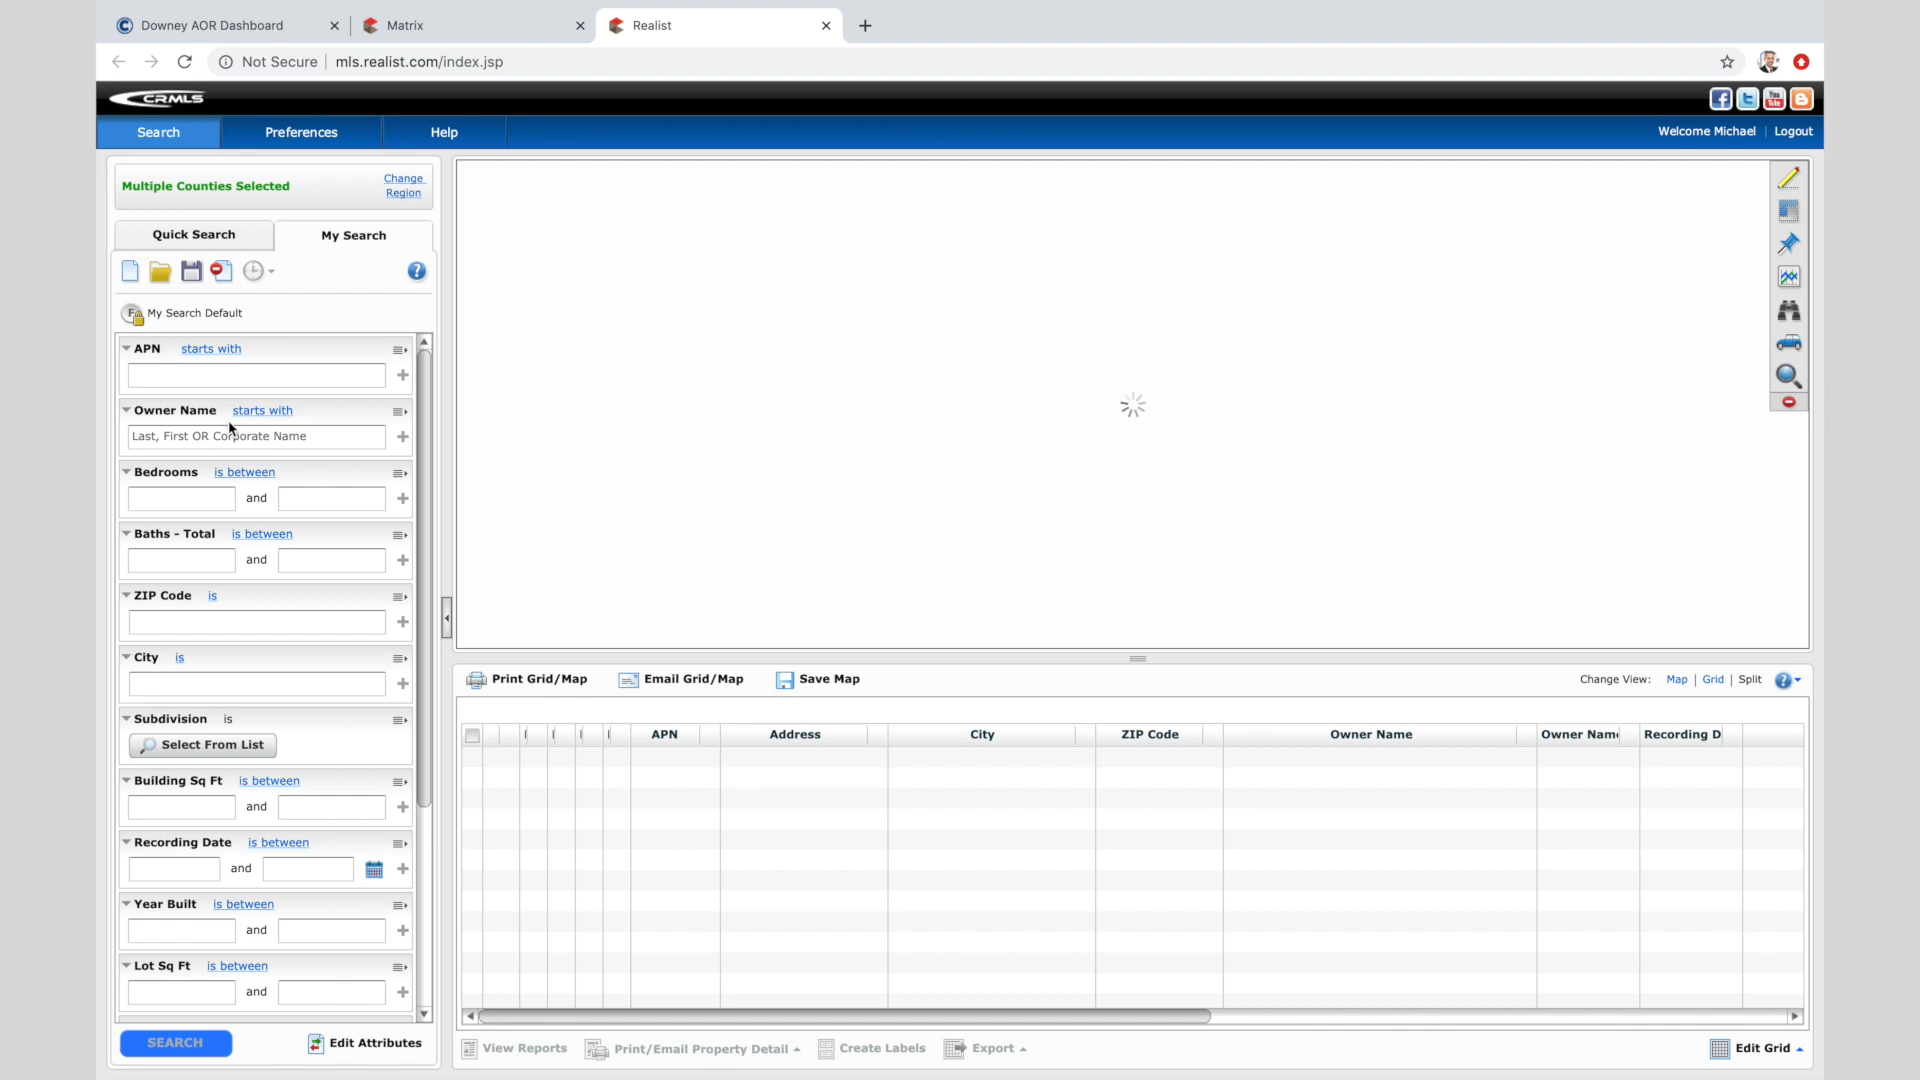 Downey AOR Dashboard
Matrix
Realist
Not Secure | mls.realist.com/index.jsp
CRMLS
Search
Preferences
Help
Welcome Michael | Logout
Multiple Counties Selected
Change
Region
Quick Search
My Search
My Search Default
APN starts with
Owner Name starts with
Last, First OR Corporate Name
Bedrooms is between
and
Baths - Total is between
and
ZIP Code is
City is
Subdivision is
Select From List
Building Sq Ft is between
and
Recording Date is between
and
Year Built is between
and
Lot Sq Ft is between
and
SEARCH
Edit Attributes
Print Grid/Map
Email Grid/Map
Save Map
Change View: Map | Grid | Split
APN
Address
City
ZIP Code
Owner Name
Owner Name
Recording D
View Reports
Print/Email Property Detail
Create Labels
Export
Edit Grid